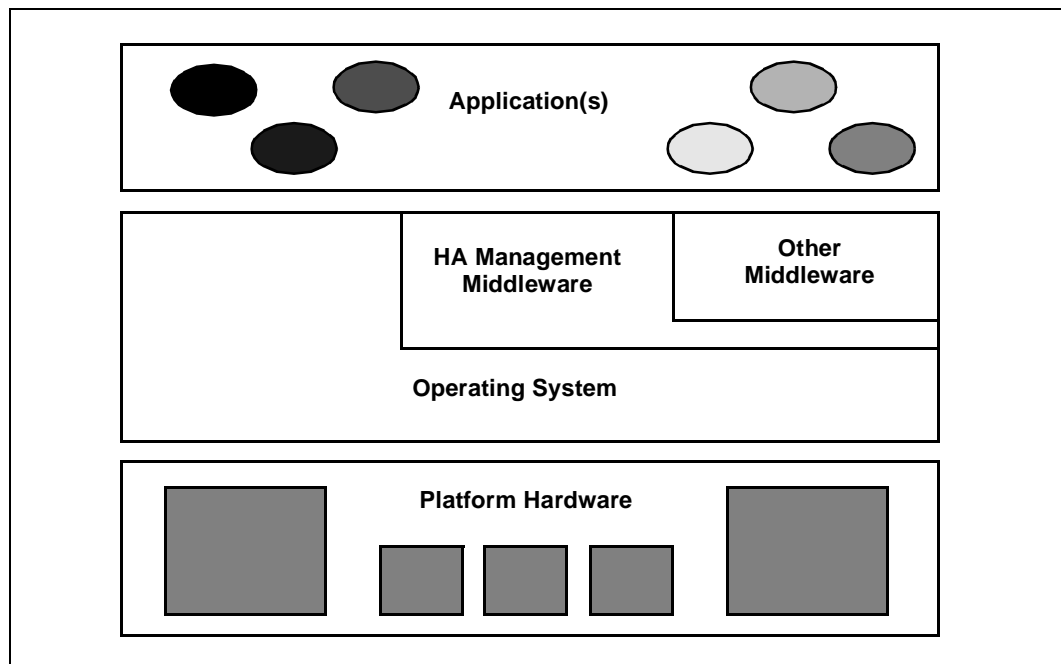 Application(s)
HA Management
Middleware
Other
Middleware
Operating System
Platform Hardware